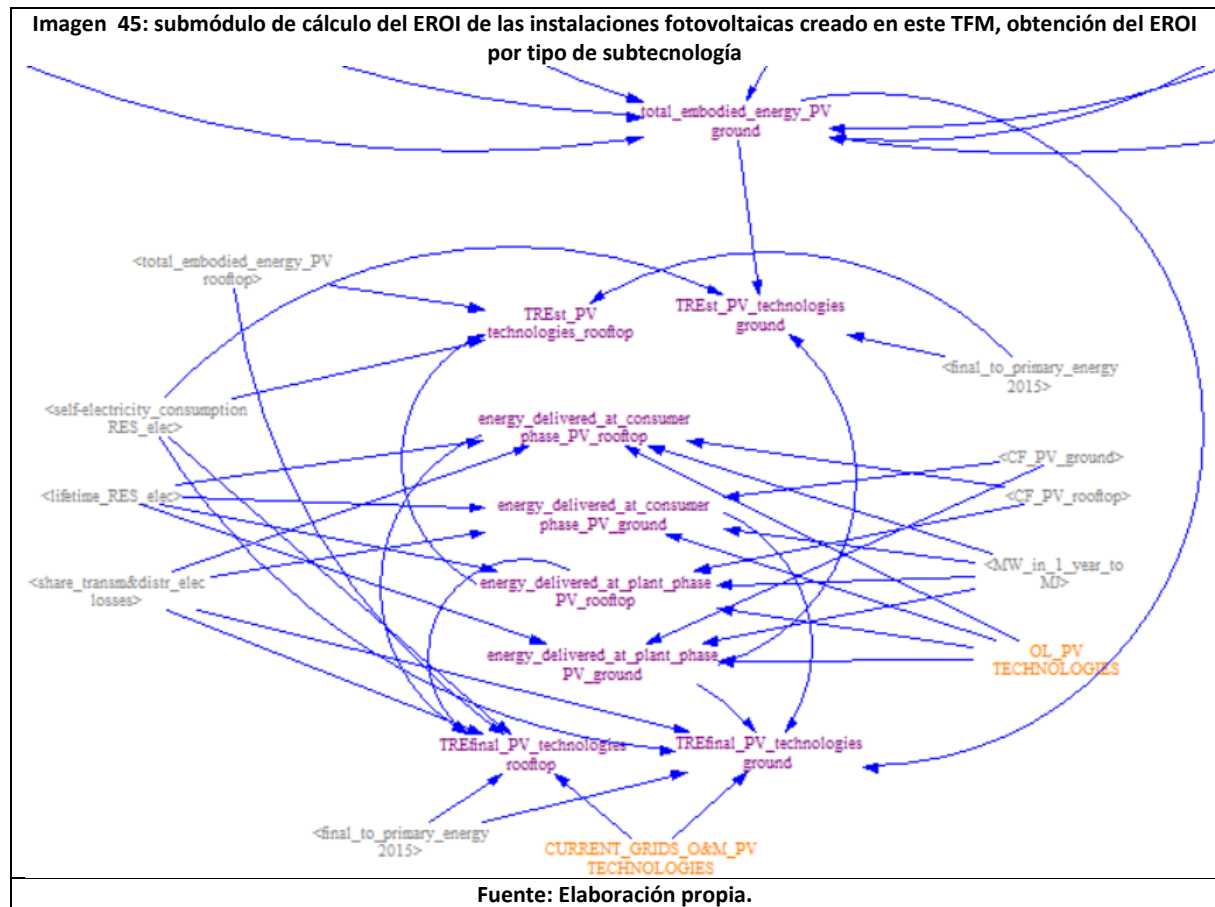 Imagen 45: submódulo de cálculo del EROI de las instalaciones fotovoltaicas creado en este TFM, obtención del EROI
por tipo de subtecnología
total_embodied_energy_PV
ground
<total_embodied_energy_PV
rooftop>
TREst_PV
technologies_rooftop
TREst_PV_technologies
ground
<final_to_primary_energy
2015>
<self-electricity_consumption
RES_elec>
energy_delivered_at_consumer
phase_PV_rooftop
<CF_PV_ground>
<lifetime_RES_elec>
<CF_PV_rooftop>
energy_delivered_at_consumer
phase_PV_ground
<share_transm&distr_elec
losses>
energy_delivered_at_plant_phase
PV_rooftop
<MW_in_1_year_to
MJ>
energy_delivered_at_plant_phase
PV_ground
OL_PV
TECHNOLOGIES
TREfinal_PV_technologies
rooftop
TREfinal_PV_technologies
ground
<final_to_primary_energy
2015>
CURRENT_GRIDS_O&M_PV
TECHNOLOGIES
Fuente: Elaboración propia.